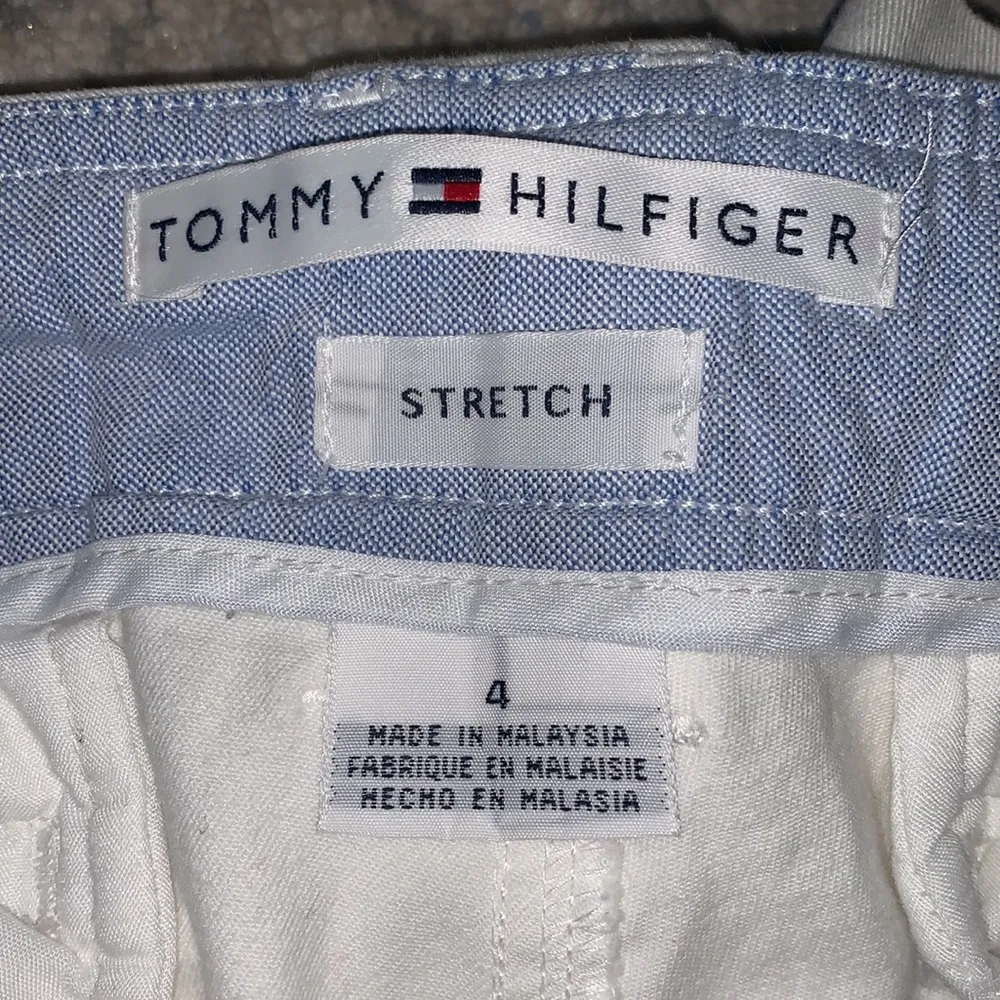 TOMMY HILFIGER
STRETCH
4
MADE IN MALAYSIA
FABRIQUE EN MALAISIE
HECHO EN MALASIA